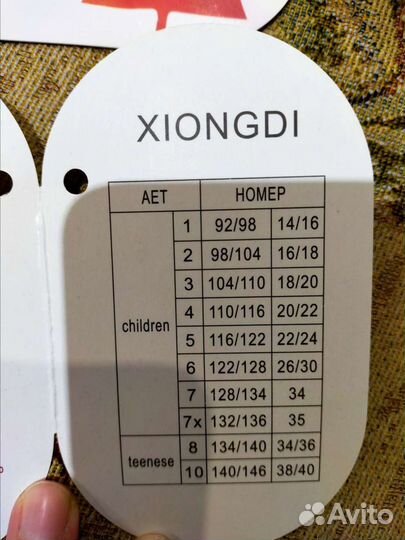 XIONGDI
АЕТ НОМЕР
children 1 92/98 14/16
2 98/104 16/18
3 104/110 18/20
4 110/116 20/22
5 116/122 22/24
6 122/128 26/30
7 128/134 34
7x 132/136 35
teenese 8 134/140 34/36
10 140/146 38/40
Avito